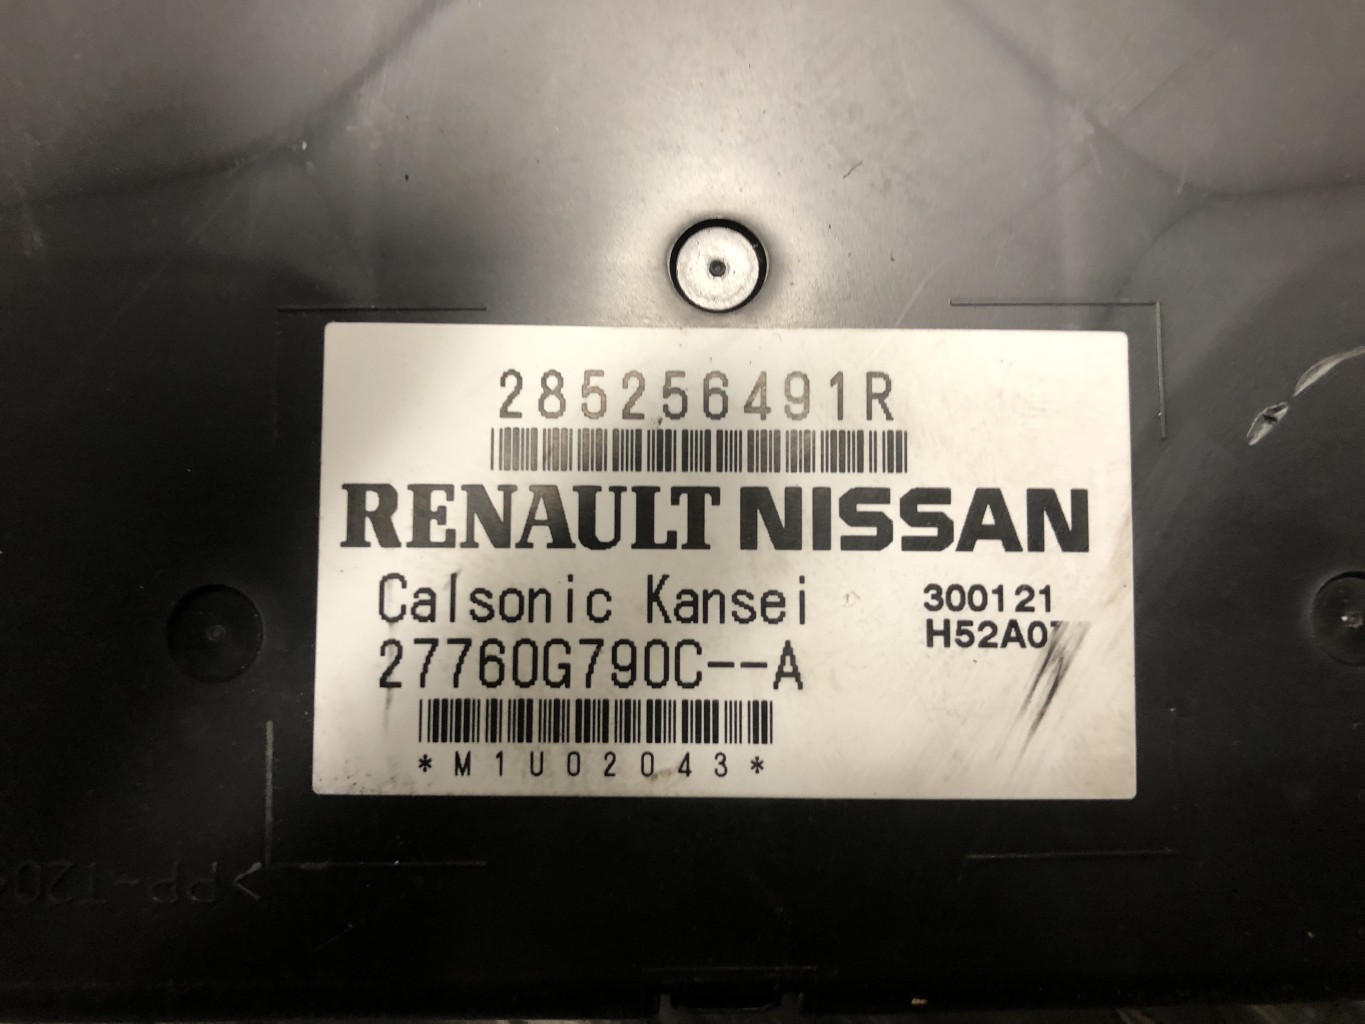 285256491R
RENAULT NISSAN
Calsonic Kansei
300121
27760G790C--A
*M1U02043*